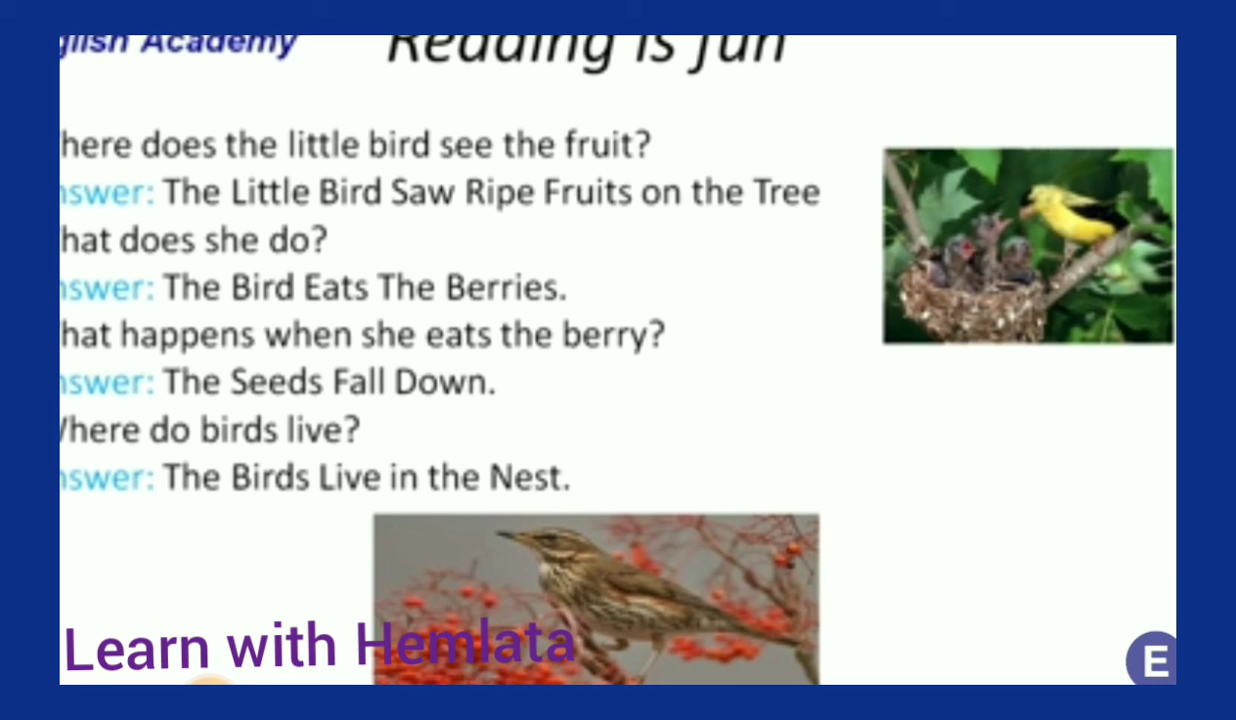 glish Academy
Reading is fun
here does the little bird see the fruit?
nswer: The Little Bird Saw Ripe Fruits on the Tree
hat does she do?
nswer: The Bird Eats The Berries.
hat happens when she eats the berry?
nswer: The Seeds Fall Down.
here do birds live?
nswer: The Birds Live in the Nest.
Learn with Hemlata
E